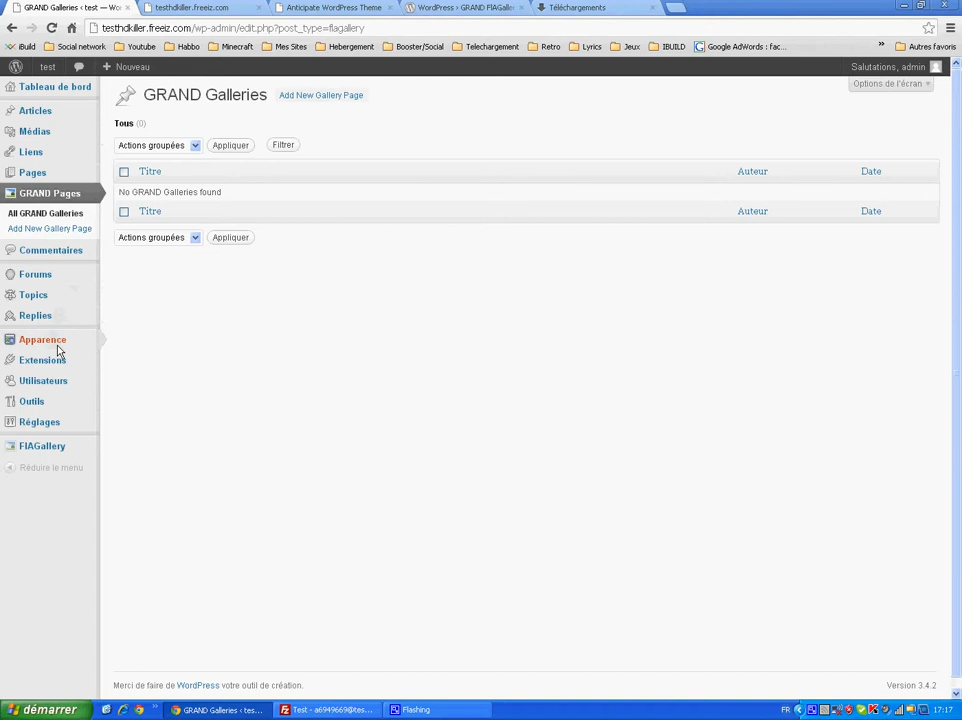 GRAND Galleries ‹ test — Wor
testhdkiller.freeiz.com
Anticipate WordPress Theme
WordPress › GRAND FlAGaller
Téléchargements
testhdkiller.freeiz.com/wp-admin/edit.php?post_type=flagallery
iBuild
Social network
Youtube
Habbo
Minecraft
Mes Sites
Hebergement
Booster/Social
Telechargement
Retro
Lyrics
Jeux
IBUILD
Google AdWords : fac...
»
Autres favoris
test
Nouveau
Salutations, admin
Tableau de bord
Articles
Médias
Liens
Pages
GRAND Pages
All GRAND Galleries
Add New Gallery Page
Commentaires
Forums
Topics
Replies
Apparence
Extensions
Utilisateurs
Outils
Réglages
FlAGallery
Réduire le menu
Options de l'écran
GRAND Galleries
Add New Gallery Page
Tous (0)
Actions groupées
Appliquer
Filtrer
Titre Auteur Date
No GRAND Galleries found
Titre Auteur Date
Actions groupées
Appliquer
Merci de faire de WordPress votre outil de création.
Version 3.4.2
démarrer
»
GRAND Galleries ‹ tes...
Test - a6949669@tes...
Flashing
FR
17:17